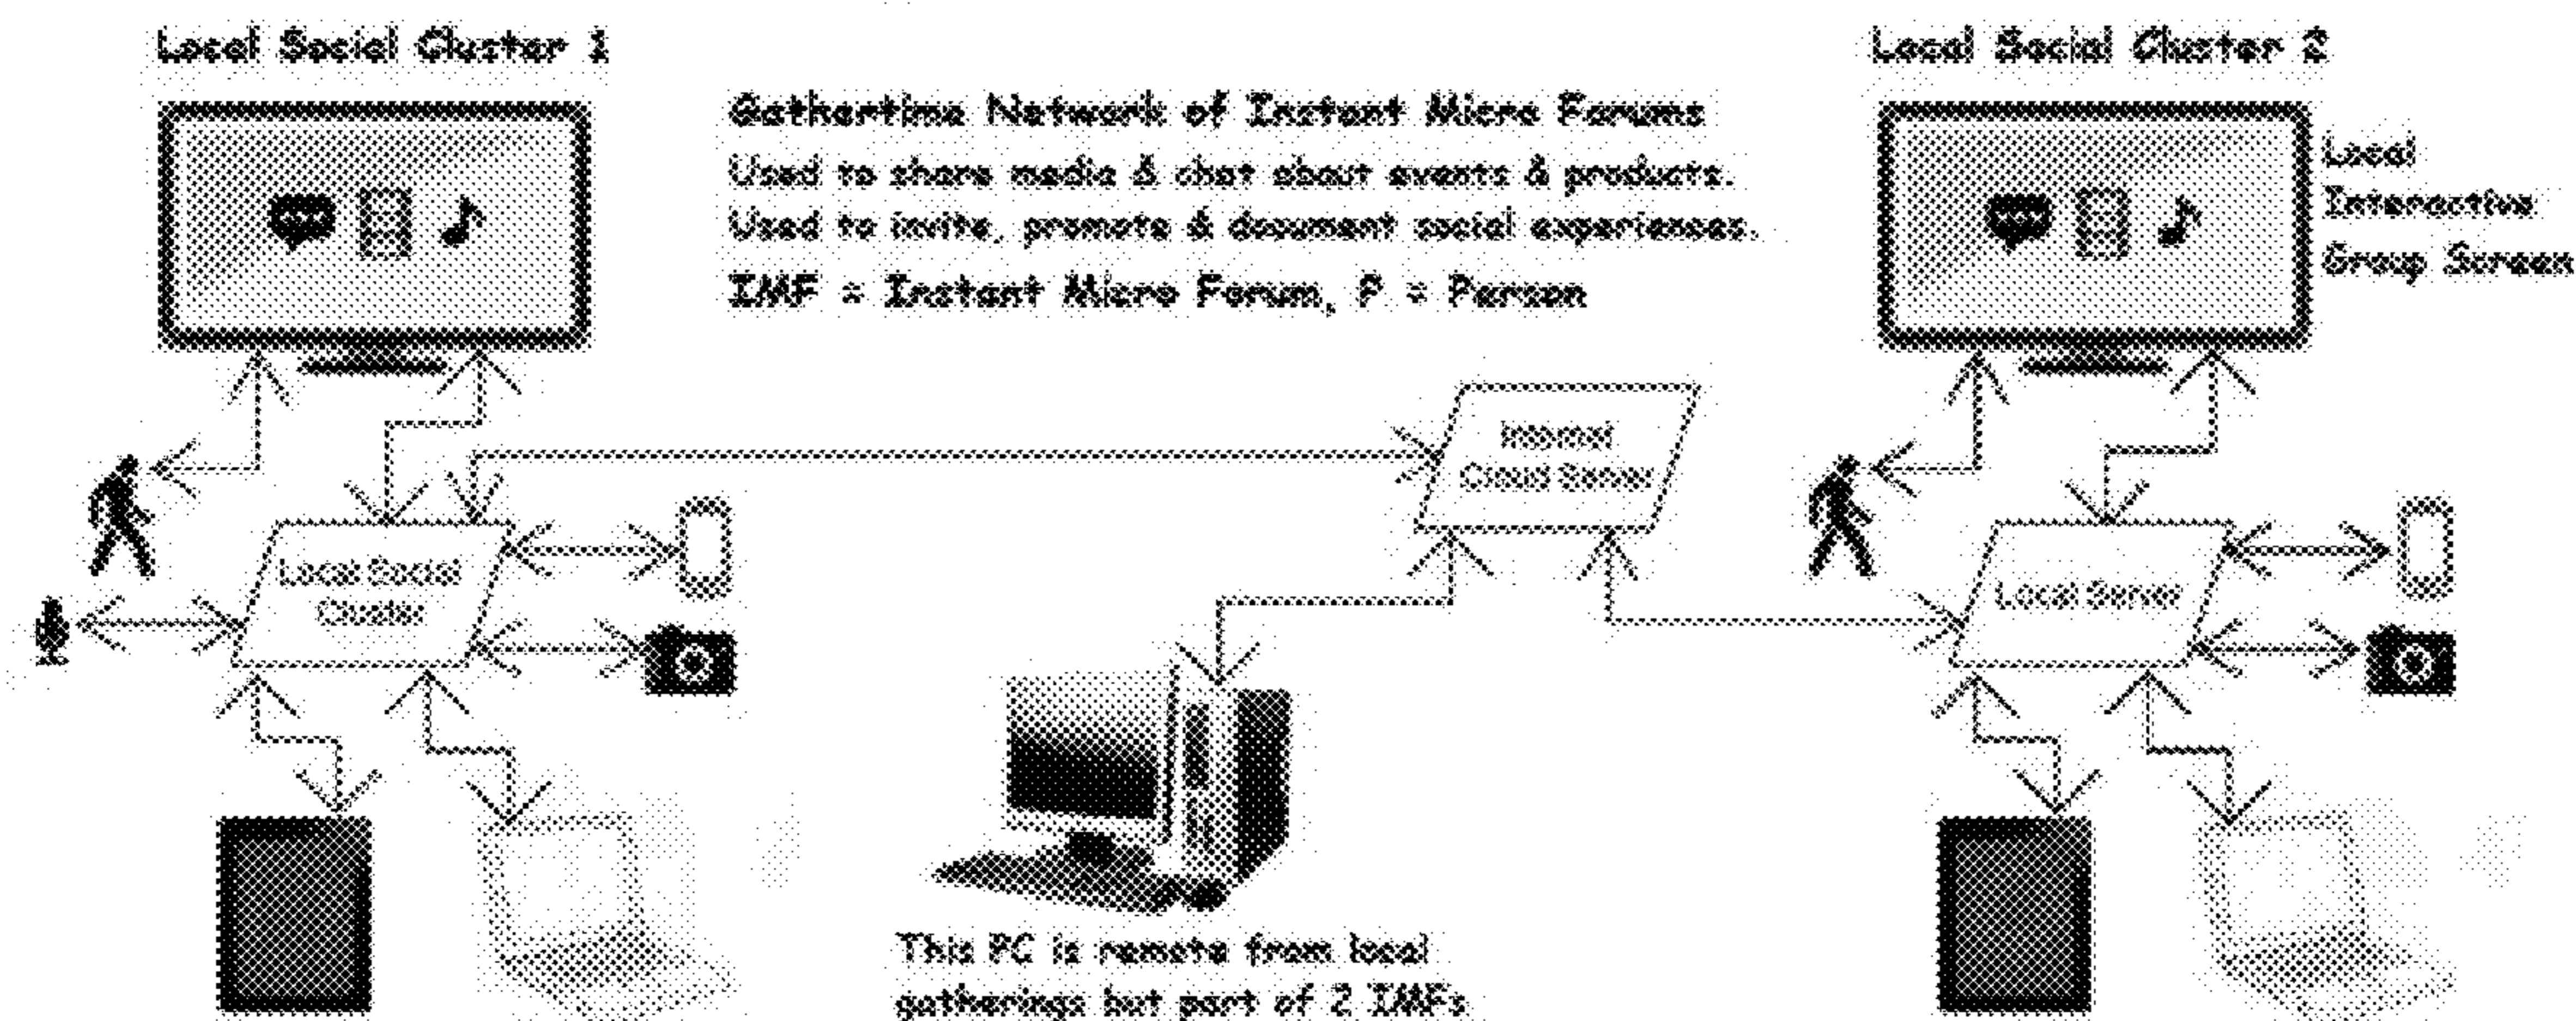 Local Social Cluster 1
Local Social Cluster 2
Gathertime Network of Instant Micro Forums
Used to share media & chat about events & products.
Used to invite, promote & document social experiences.
IMF = Instant Micro Forum, P = Person
Local
Interactive
Group Screen
Internet
Cloud Server
Local Social
Cluster
Local Server
This PC is remote from local
gatherings but part of 2 IMFs